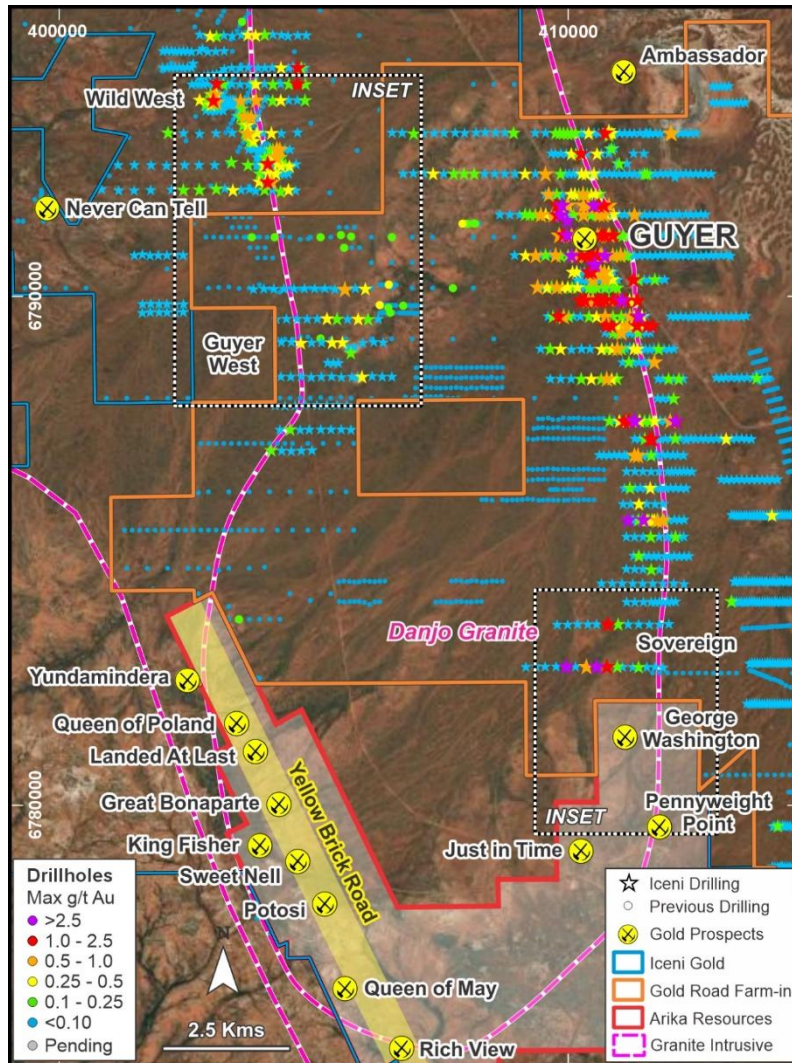 400000
410000
Ambassador
Wild West
INSET
Never Can Tell
GUYER
6790000
Guyer
West
Danjo Granite
Sovereign
Yundamindera
Queen of Poland
George
Washington
Landed At Last
Yellow Brick Road
Great Bonaparte
6780000
INSET
Pennyweight
Point
King Fisher
Just in Time
Sweet Nell
Potosi
Queen of May
Rich View
Drillholes
Max g/t Au
>2.5
1.0 - 2.5
0.5 - 1.0
0.25 - 0.5
0.1 - 0.25
<0.10
Pending
N
2.5 Kms
Iceni Drilling
Previous Drilling
Gold Prospects
Iceni Gold
Gold Road Farm-in
Arika Resources
Granite Intrusive